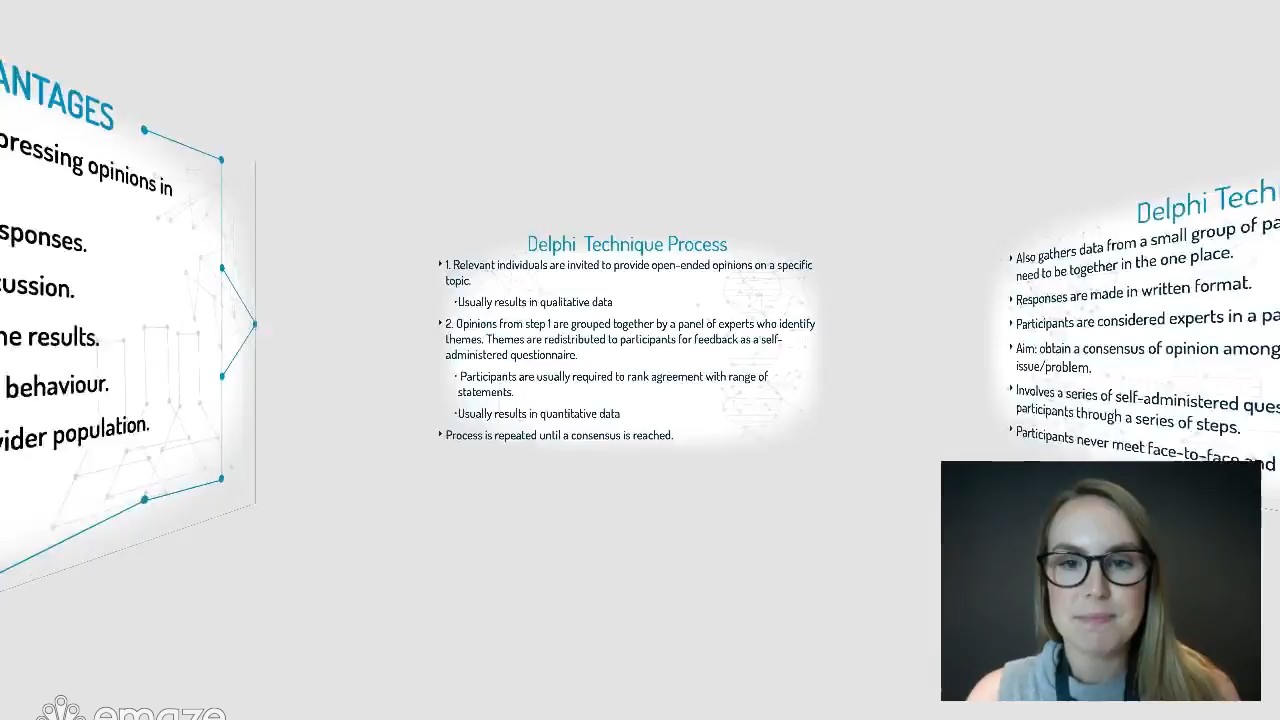 ANTAGES
pressing opinions in
sponses.
cussion.
he results.
behaviour.
wider population.
Delphi Technique Process
1. Relevant individuals are invited to provide open-ended opinions on a specific
topic.
Usually results in qualitative data
2. Opinions from step 1 are grouped together by a panel of experts who identify
themes. Themes are redistributed to participants for feedback as a self-
administered questionnaire.
Participants are usually required to rank agreement with range of
statements.
Usually results in quantitative data
Process is repeated until a consensus is reached.
Delphi Tech
Also gathers data from a small group of pa
need to be together in the one place.
Responses are made in written format.
Participants are considered experts in a pa
Aim: obtain a consensus of opinion among
issue/problem.
Involves a series of self-administered ques
participants through a series of steps.
Participants never meet face-to-face and
emaze